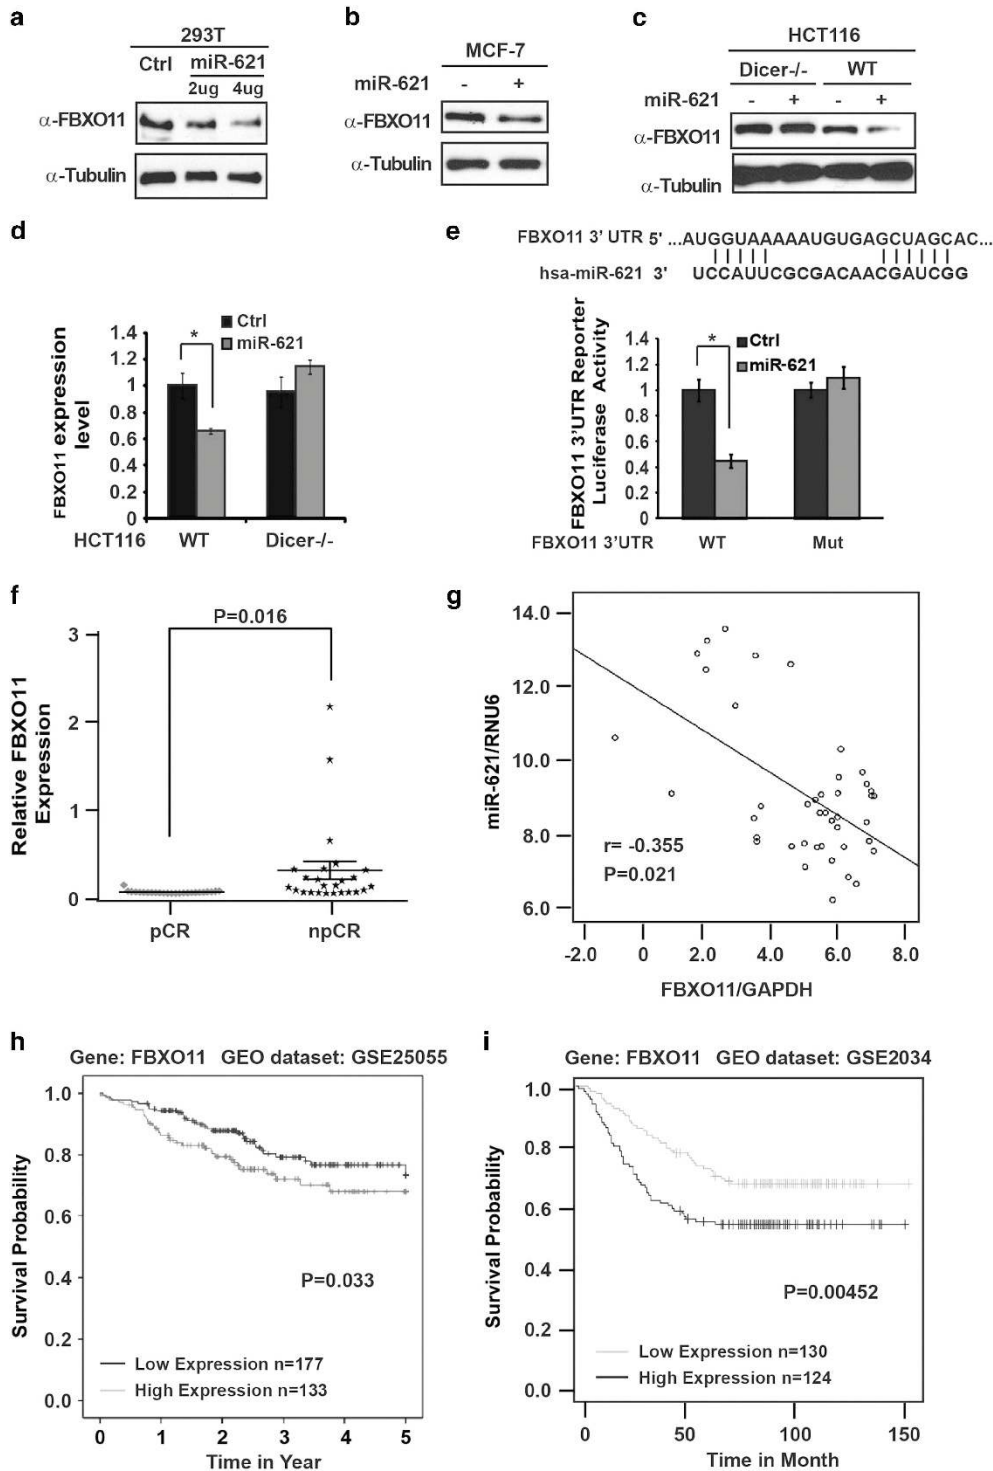 a
293T
Ctrl miR-621
2ug 4ug
α-FBXO11
α-Tubulin
b
MCF-7
miR-621 - +
α-FBXO11
α-Tubulin
c
HCT116
Dicer-/- WT
miR-621 - + - +
α-FBXO11
α-Tubulin
d
FBXO11 expression
level
1.4
1.2
1
0.8
0.6
0.4
0.2
0
*
Ctrl
miR-621
HCT116 WT Dicer-/-
e
FBXO11 3' UTR 5' ...AUGGUAAAAAUGUGAGCUAGCAC...
hsa-miR-621 3' UCCAUUCGCGACAACGAUCGG
FBXO11 3'UTR Reporter
Luciferase Activity
1.4
1.2
1
0.8
0.6
0.4
0.2
0
*
Ctrl
miR-621
FBXO11 3'UTR WT Mut
f
Relative FBXO11
Expression
3
2
1
0
P=0.016
pCR npCR
g
miR-621/RNU6
14.0
12.0
10.0
8.0
6.0
r= -0.355
P=0.021
-2.0 0 2.0 4.0 6.0 8.0
FBXO11/GAPDH
h
Gene: FBXO11 GEO dataset: GSE25055
Survival Probability
1.0
0.8
0.6
0.4
0.2
0.0
P=0.033
Low Expression n=177
High Expression n=133
0 1 2 3 4 5
Time in Year
i
Gene: FBXO11 GEO dataset: GSE2034
Survival Probability
1.0
0.8
0.6
0.4
0.2
0.0
P=0.00452
Low Expression n=130
High Expression n=124
0 50 100 150
Time in Month